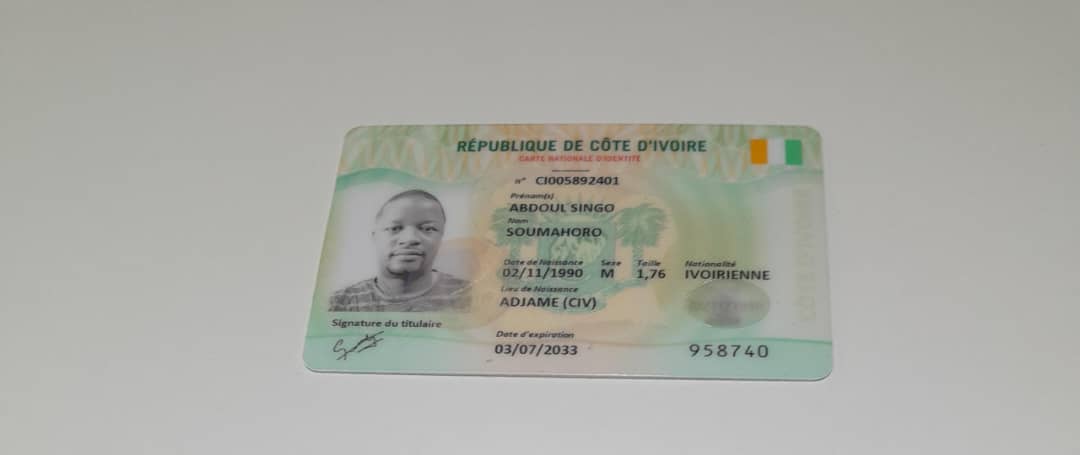 RÉPUBLIQUE DE CÔTE D'IVOIRE
CARTE NATIONALE D'IDENTITÉ
n° CI005892401
Prénom(s)
ABDOUL SINGO
Nom
SOUMAHORO
Date de Naissance Sexe Taille Nationalité
02/11/1990 M 1,76 IVOIRIENNE
Lieu de Naissance
ADJAME (CIV)
Signature du titulaire
Date d'expiration
03/07/2033
958740